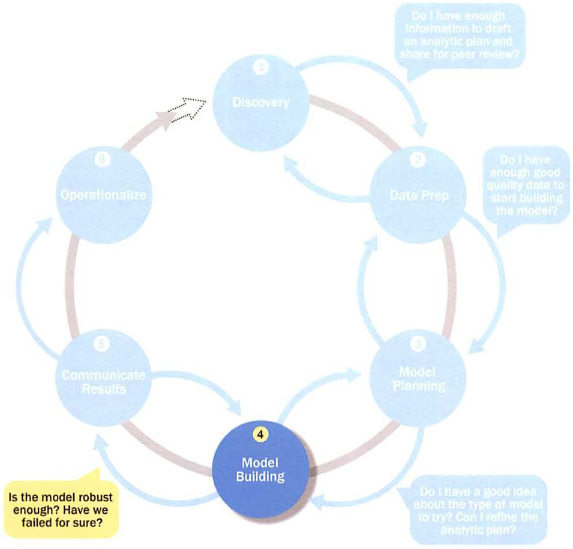 Do I have enough
information to draft
an analytic plan and
share for peer review?
1
Discovery
2
Data Prep
Do I have
enough good
quality data to
start building
the model?
6
Operationalize
3
Model
Planning
5
Communicate
Results
4
Model
Building
Is the model robust
enough? Have we
failed for sure?
Do I have a good idea
about the type of model
to try? Can I refine the
analytic plan?